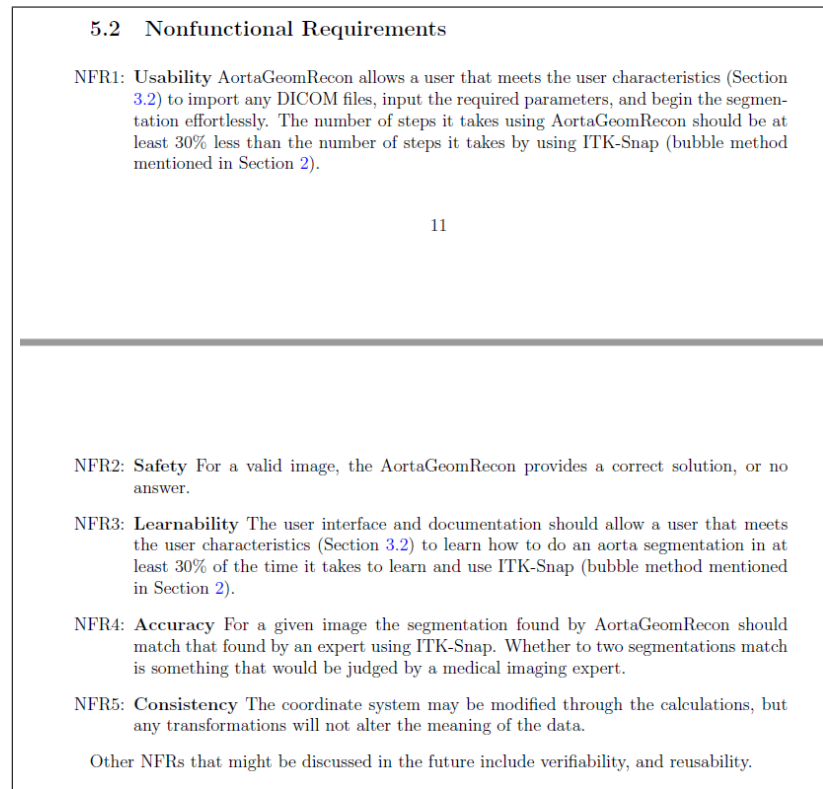 5.2 Nonfunctional Requirements
NFR1: Usability AortaGeomRecon allows a user that meets the user characteristics (Section
3.2) to import any DICOM files, input the required parameters, and begin the segmen-
tation effortlessly. The number of steps it takes using AortaGeomRecon should be at
least 30% less than the number of steps it takes by using ITK-Snap (bubble method
mentioned in Section 2).
11
NFR2: Safety For a valid image, the AortaGeomRecon provides a correct solution, or no
answer.
NFR3: Learnability The user interface and documentation should allow a user that meets
the user characteristics (Section 3.2) to learn how to do an aorta segmentation in at
least 30% of the time it takes to learn and use ITK-Snap (bubble method mentioned
in Section 2).
NFR4: Accuracy For a given image the segmentation found by AortaGeomRecon should
match that found by an expert using ITK-Snap. Whether to two segmentations match
is something that would be judged by a medical imaging expert.
NFR5: Consistency The coordinate system may be modified through the calculations, but
any transformations will not alter the meaning of the data.
Other NFRs that might be discussed in the future include verifiability, and reusability.